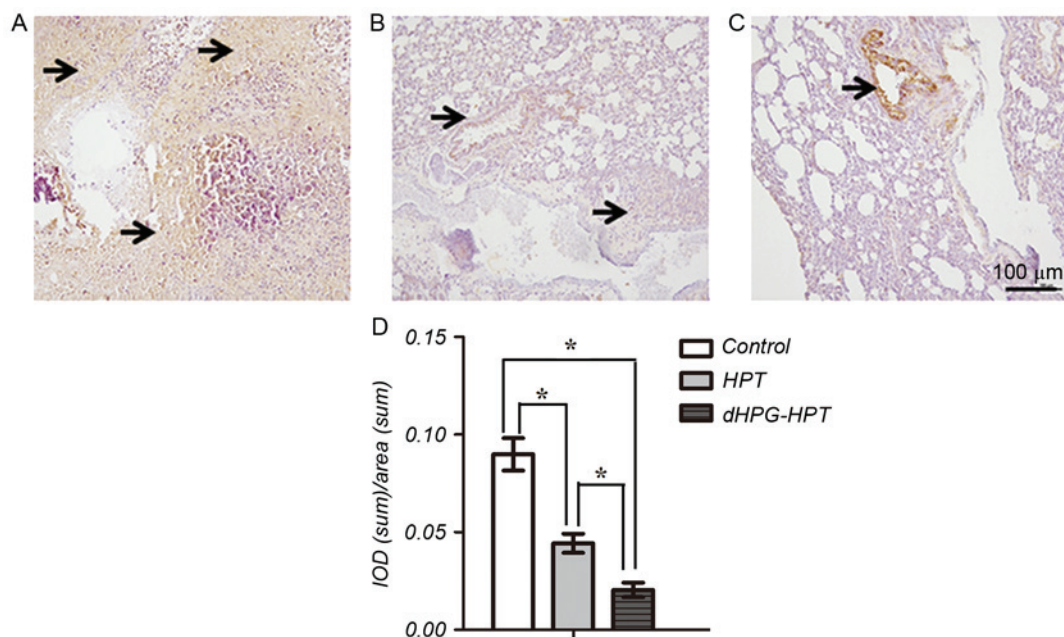 A
B
C
100 μm
D
IOD (sum)/area (sum)
0.15
0.10
0.05
0.00
*
*
*
Control
HPT
dHPG-HPT